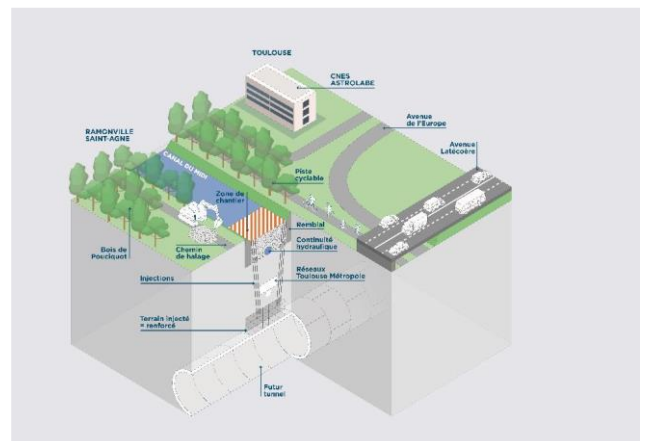 TOULOUSE
CNES
ASTROLABE
Avenue
de l'Europe
RAMONVILLE
SAINT-AGNE
Avenue
Latécoère
CANAL DU MIDI
Piste
cyclable
Zone de
chantier
Remblai
Bois de
Pouciquot
Chemin
de halage
Continuité
hydraulique
Injections
Réseaux
Toulouse Métropole
Terrain injecté
= renforcé
Futur
tunnel